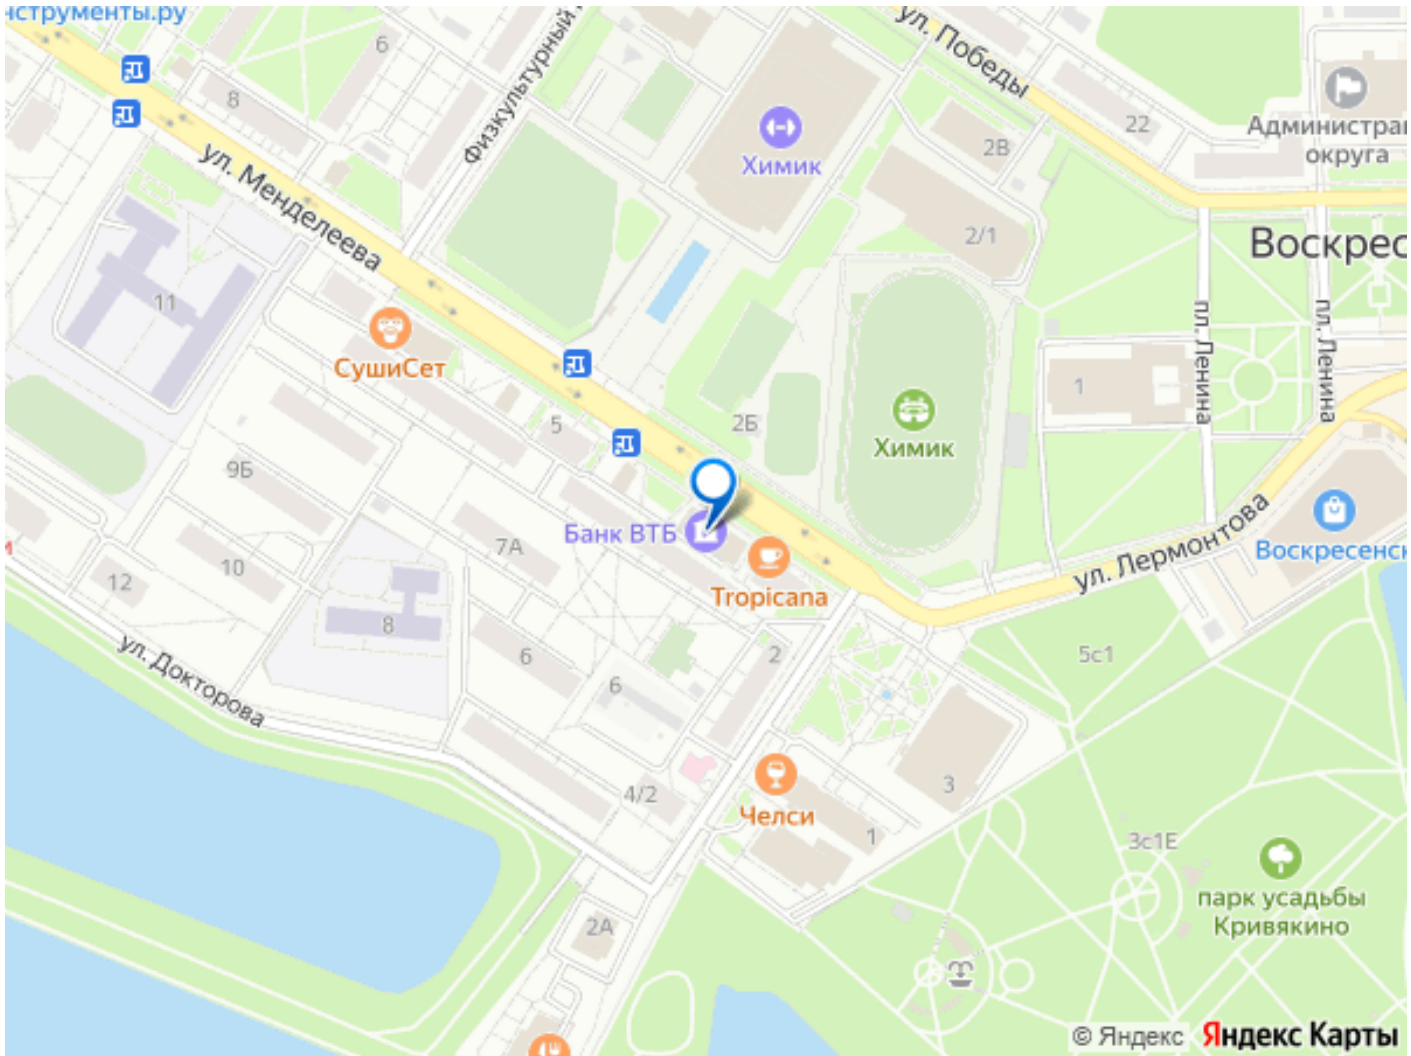 нструменты.ру
6
Физкультурный
ул. Победы
8
Химик
2В
22
Администрац
округа
ул. Менделеева
2/1
Воскрес
11
СушиСет
пл. Ленина
пл. Ленина
1
5
2Б
Химик
9Б
Банк ВТБ
7А
ул. Лермонтова
Воскресенск
и
12
10
Tropicana
8
ул. Докторова
6
2
5с1
6
4/2
3
Челси
1
3с1Е
парк усадьбы
Кривякино
2А
© Яндекс Яндекс Карты